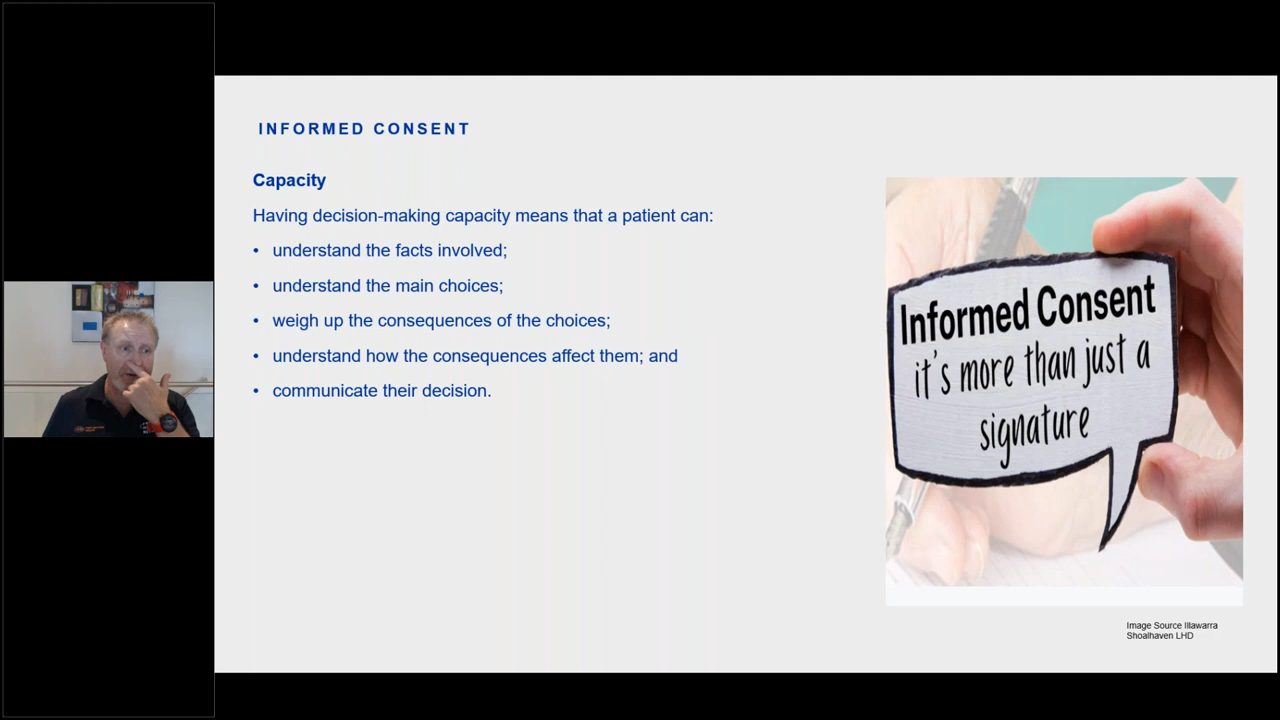 INFORMED CONSENT
Capacity
Having decision-making capacity means that a patient can:
• understand the facts involved;
• understand the main choices;
• weigh up the consequences of the choices;
• understand how the consequences affect them; and
• communicate their decision.
Informed Consent
it's more than just a
signature
Image Source Illawarra
Shoalhaven LHD